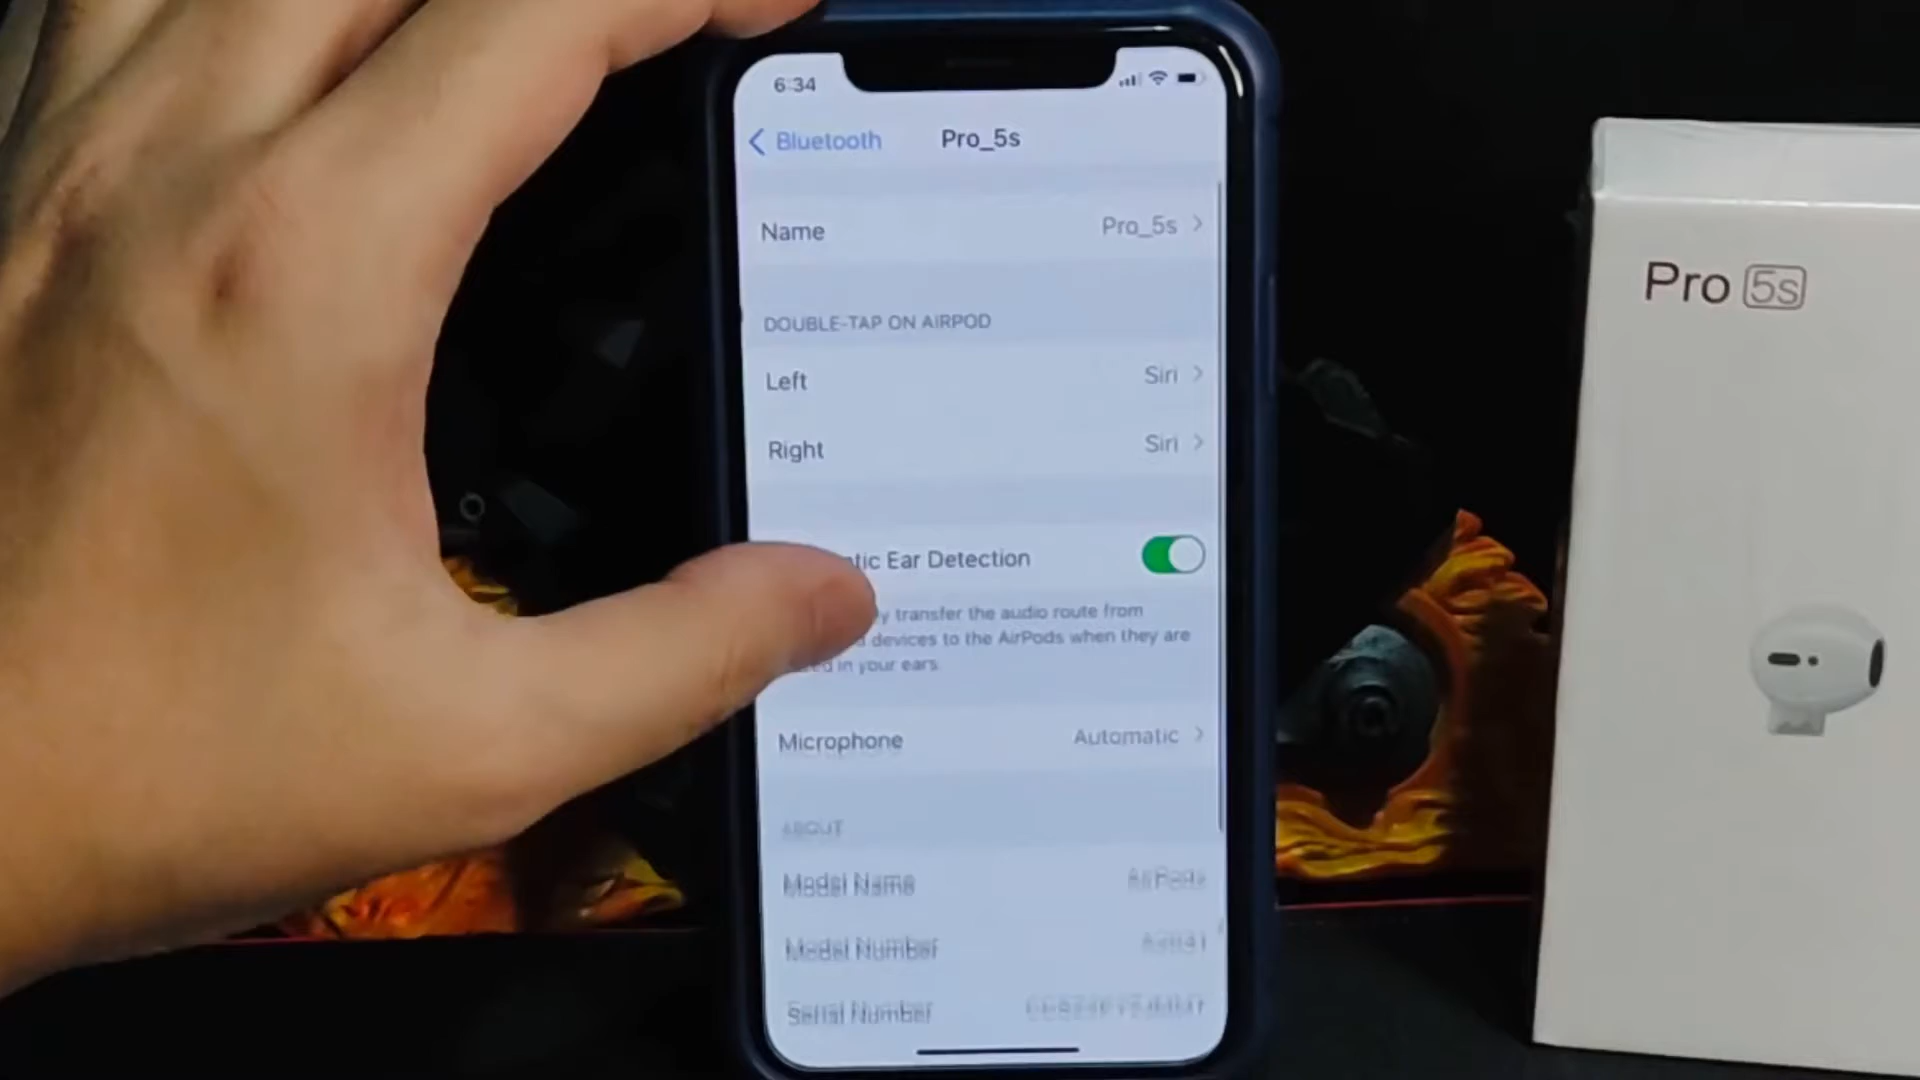 6:34
Bluetooth
Pro_5s
Name
Pro_5s
DOUBLE-TAP ON AIRPOD
Left
Siri
Right
Siri
Ear Detection
transfer the audio route from
devices to the AirPods when they are
in your ears
Microphone
Automatic
ABOUT
Model Name
AirPods
Model Number
Serial Number
Pro 5s